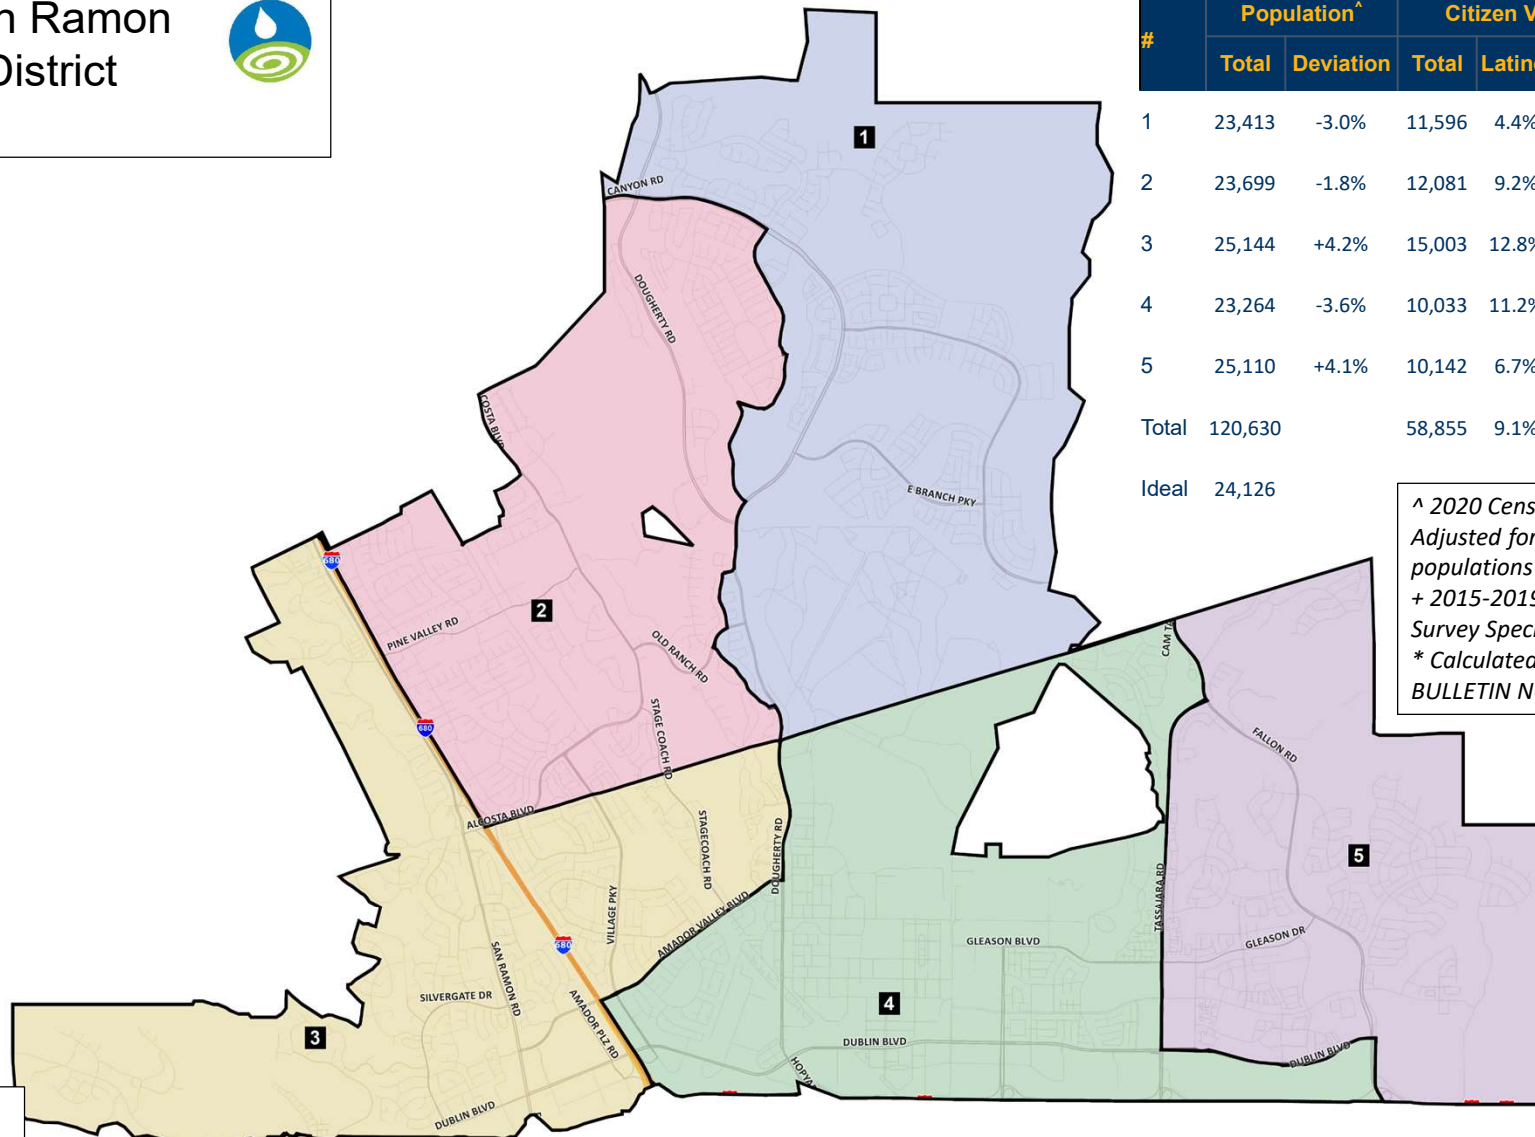 n Ramon
District
# Population^ Citizen V
Total Deviation Total Latin
1 23,413 -3.0% 11,596 4.4%
2 23,699 -1.8% 12,081 9.2%
3 25,144 +4.2% 15,003 12.8%
4 23,264 -3.6% 10,033 11.2%
5 25,110 +4.1% 10,142 6.7%
Total 120,630 58,855 9.1%
Ideal 24,126
^ 2020 Cens
Adjusted for
populations
+ 2015-2019
Survey Speci
* Calculated
BULLETIN N
1
CANYON RD
DOUGHERTY RD
COSTA BLVD
E BRANCH PKY
680
2
PINE VALLEY RD
OLD RANCH RD
CAM TA
680
STAGE COACH RD
FALLON RD
ALCOSTA BLVD
STAGECOACH RD
DOUGHERTY RD
5
TASSAJARA RD
VILLAGE PKY
AMADOR VALLEY BLVD
680
GLEASON BLVD
GLEASON DR
SAN RAMON RD
SILVERGATE DR
AMADOR PLZ RD
4
3
DUBLIN BLVD
DUBLIN BLVD
HOPYA
DUBLIN BLVD